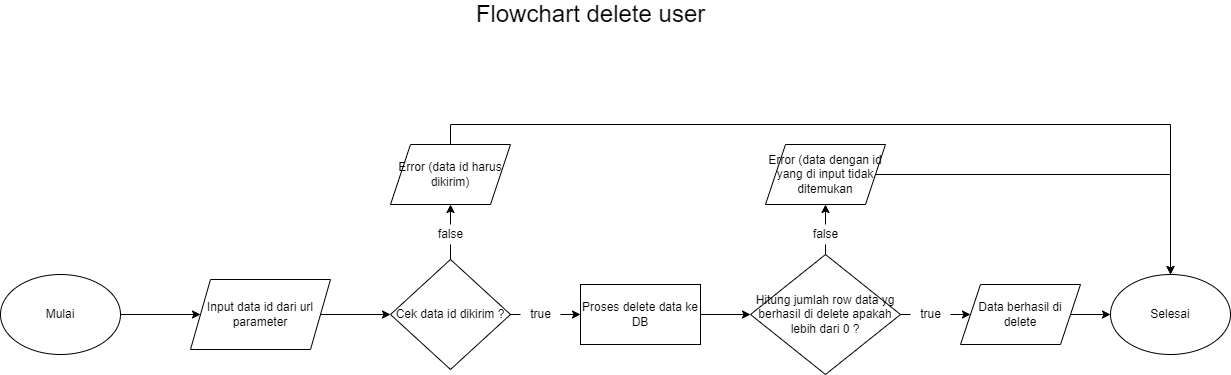 Flowchart delete user
Error (data id harus
dikirim)
Error (data dengan id
yang di input tidak
ditemukan
false
false
Mulai
Input data id dari url
parameter
Cek data id dikirim ?
true
Proses delete data ke
DB
Hitung jumlah row data yg
berhasil di delete apakah
lebih dari 0 ?
true
Data berhasil di
delete
Selesai